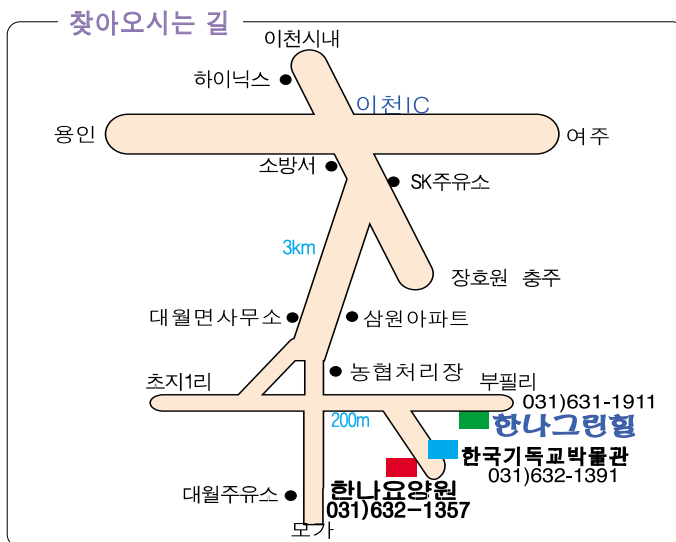 찾아오시는 길
이천시내
하이닉스
이천IC
용인
여주
소방서
SK주유소
3km
장호원 충주
대월면사무소
삼원아파트
농협처리장
초지1리
부필리
031)631-1911
200m
한나그린힐
한국기독교박물관
031)632-1391
대월주유소
한나요양원
031)632-1357
모가